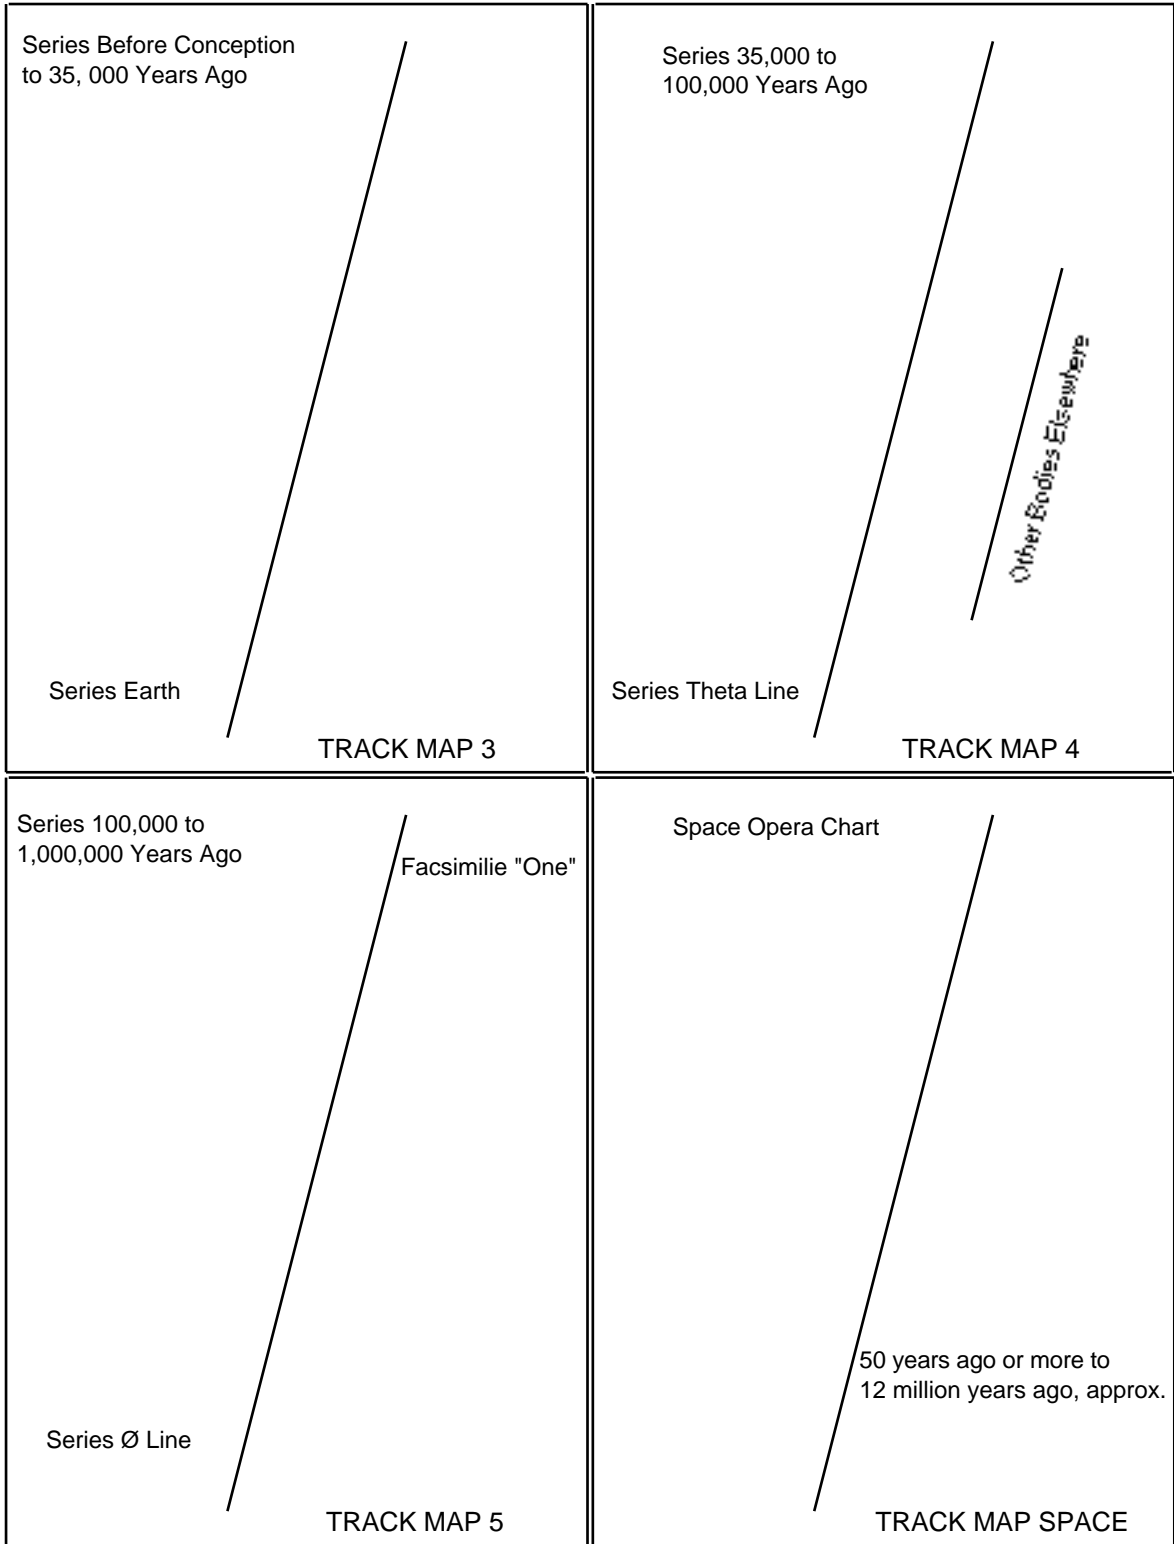 Series Before Conception
to 35, 000 Years Ago
Series Earth
TRACK MAP 3
Series 35,000 to
100,000 Years Ago
Other Bodies Elsewhere
Series Theta Line
TRACK MAP 4
Series 100,000 to
1,000,000 Years Ago
Facsimilie "One"
Series Ø Line
TRACK MAP 5
Space Opera Chart
50 years ago or more to
12 million years ago, approx.
TRACK MAP SPACE